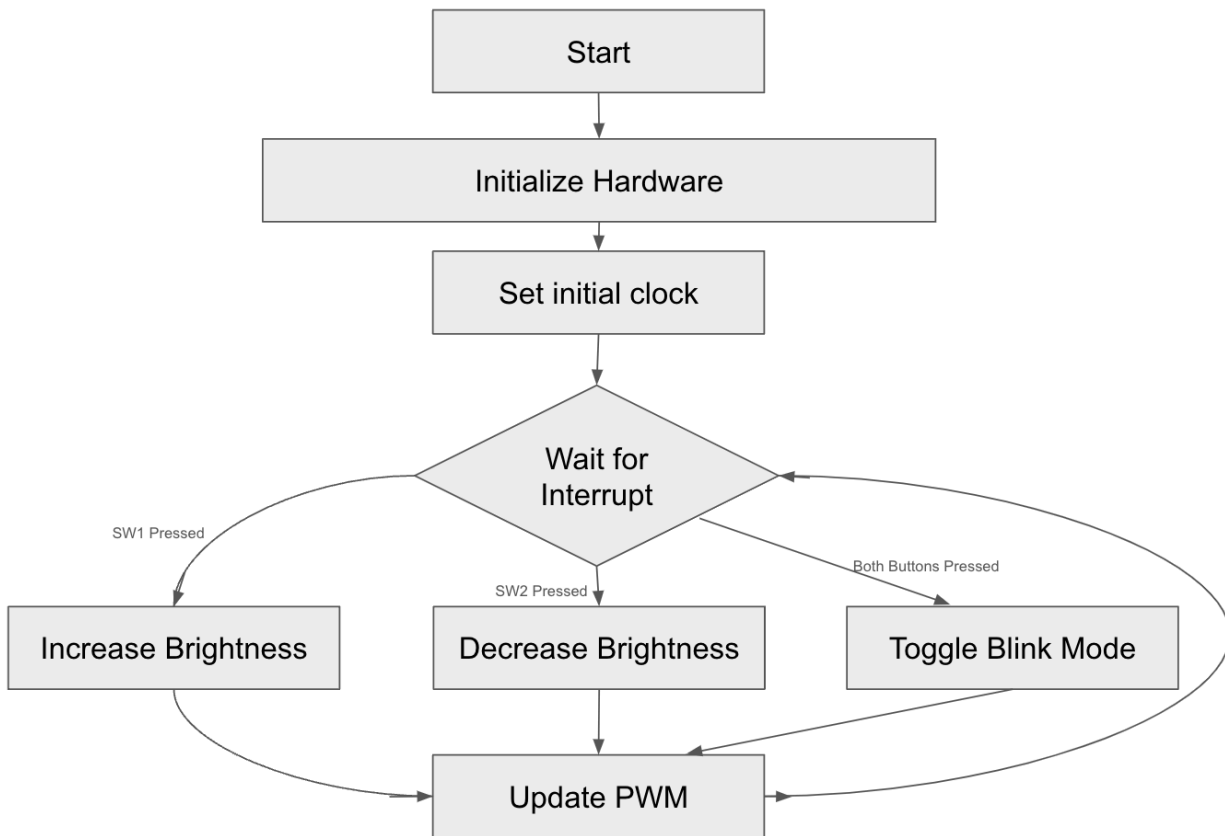 Start
Initialize Hardware
Set initial clock
Wait for
Interrupt
SW1 Pressed
Both Buttons Pressed
SW2 Pressed
Increase Brightness
Decrease Brightness
Toggle Blink Mode
Update PWM